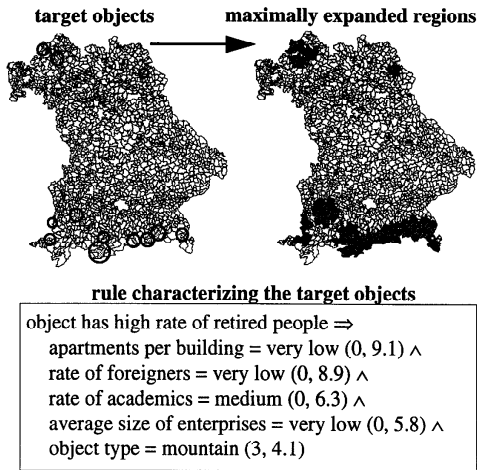 target objects
maximally expanded regions
rule characterizing the target objects
object has high rate of retired people ⇒
apartments per building = very low (0, 9.1) ∧
rate of foreigners = very low (0, 8.9) ∧
rate of academics = medium (0, 6.3) ∧
average size of enterprises = very low (0, 5.8) ∧
object type = mountain (3, 4.1)